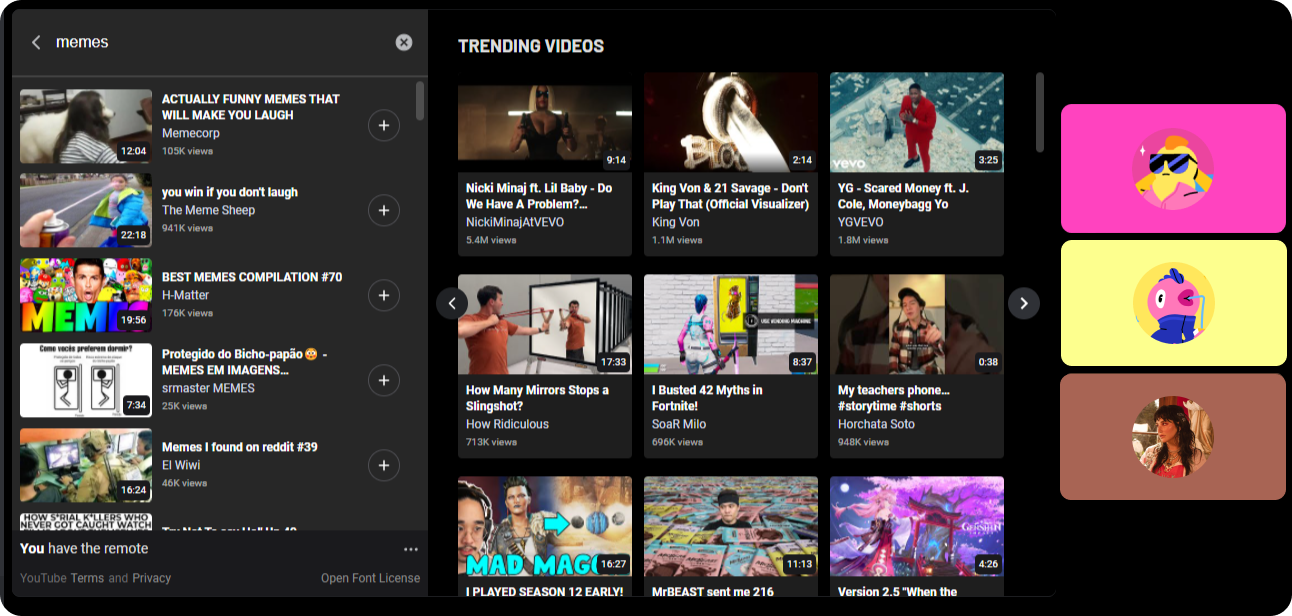 memes
ACTUALLY FUNNY MEMES THAT
WILL MAKE YOU LAUGH
Memecorp
105K views
12:04
you win if you don't laugh
The Meme Sheep
941K views
22:18
BEST MEMES COMPILATION #70
H-Matter
176K views
MEME
19:56
Como vocês preferem dormir?
Protegido do Bicho-papão🥵 -
MEMES EM IMAGENS...
srmaster MEMES
25K views
7:34
Memes I found on reddit #39
El Wiwi
46K views
16:24
HOW S*RIAL K*LLERS WHO
NEVER GOT CAUGHT WATCH
You have the remote
YouTube Terms and Privacy
Open Font License
TRENDING VIDEOS
9:14
Nicki Minaj ft. Lil Baby - Do
We Have A Problem?...
NickiMinajAtVEVO
5.4M views
2:14
King Von & 21 Savage - Don't
Play That (Official Visualizer)
King Von
1.1M views
vevo
3:25
YG - Scared Money ft. J.
Cole, Moneybagg Yo
YGVEVO
1.8M views
17:33
How Many Mirrors Stops a
Slingshot?
How Ridiculous
713K views
USE VENDING MACHINE
8:37
I Busted 42 Myths in
Fortnite!
SoaR Milo
696K views
0:38
My teachers phone...
#storytime #shorts
Horchata Soto
948K views
MAD MAGG
16:27
I PLAYED SEASON 12 EARLY!
11:13
MrBEAST sent me 216
GENSHIN
4:26
Version 2.5 "When the